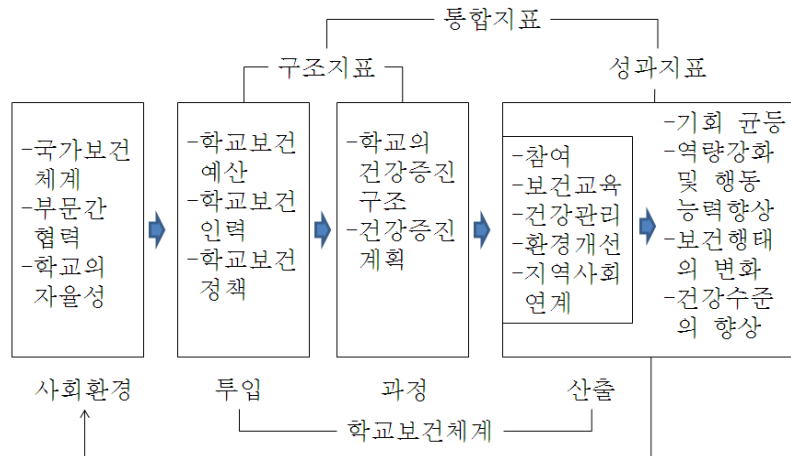 통합지표
구조지표
성과지표
-국가보건
체계
-부문간
협력
-학교의
자율성
-학교보건
예산
-학교보건
인력
-학교보건
정책
-학교의
건강증진
구조
-건강증진
계획
-참여
-보건교육
-건강관리
-환경개선
-지역사회
연계
-기회 균등
-역량강화
및 행동
능력향상
-보건행태
의 변화
-건강수준
의 향상
사회환경
투입
과정
산출
학교보건체계